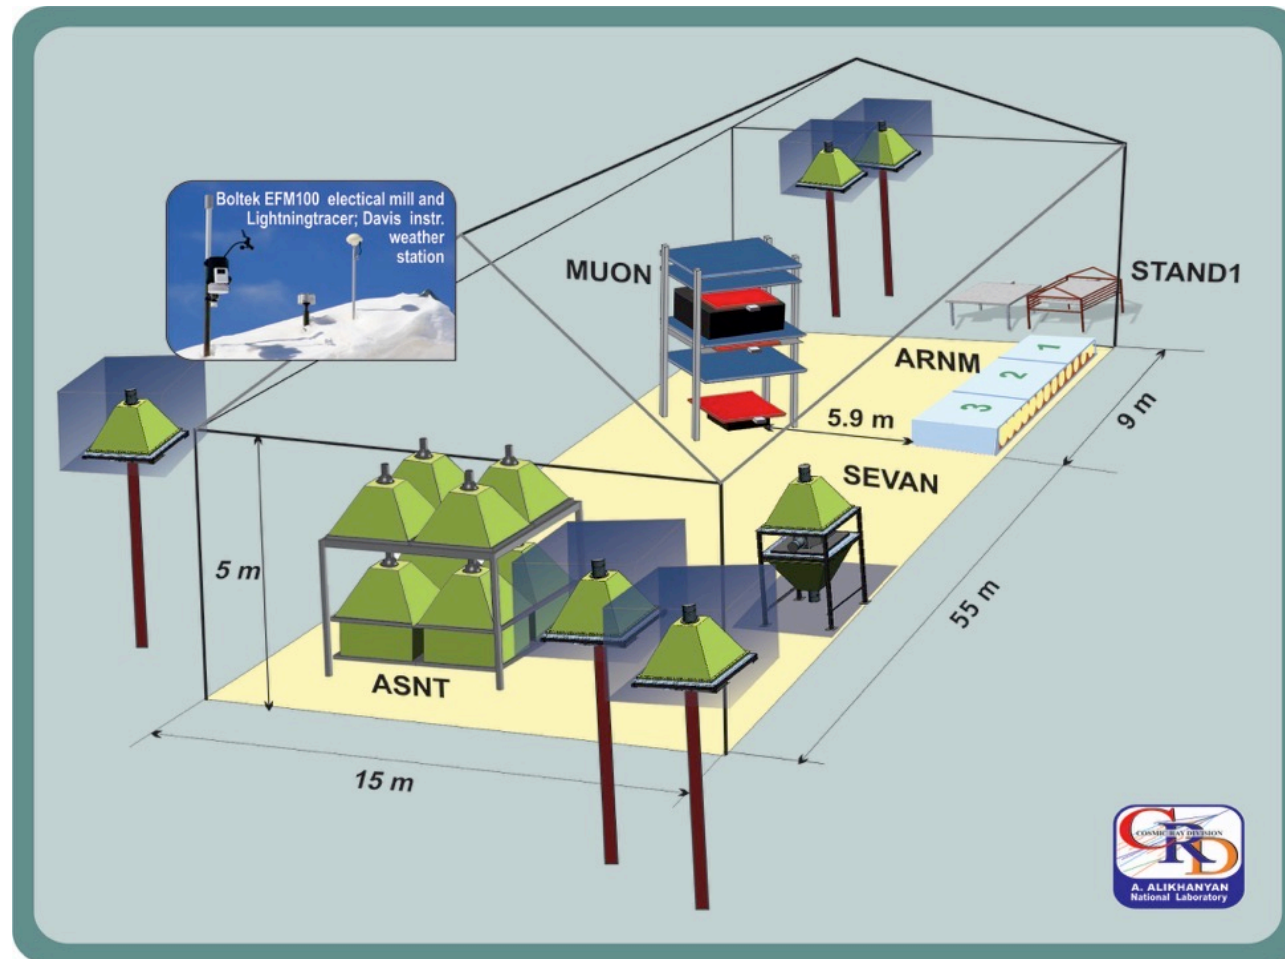 Boltek EFM100 electical mill and
Lightningtracer; Davis instr.
weather
station
MUON
STAND1
ARNM
1
2
3
5.9 m
9 m
SEVAN
5 m
55 m
ASNT
15 m
CRD
COSMIC RAY DIVISION
A. ALIKHANYAN
National Laboratory